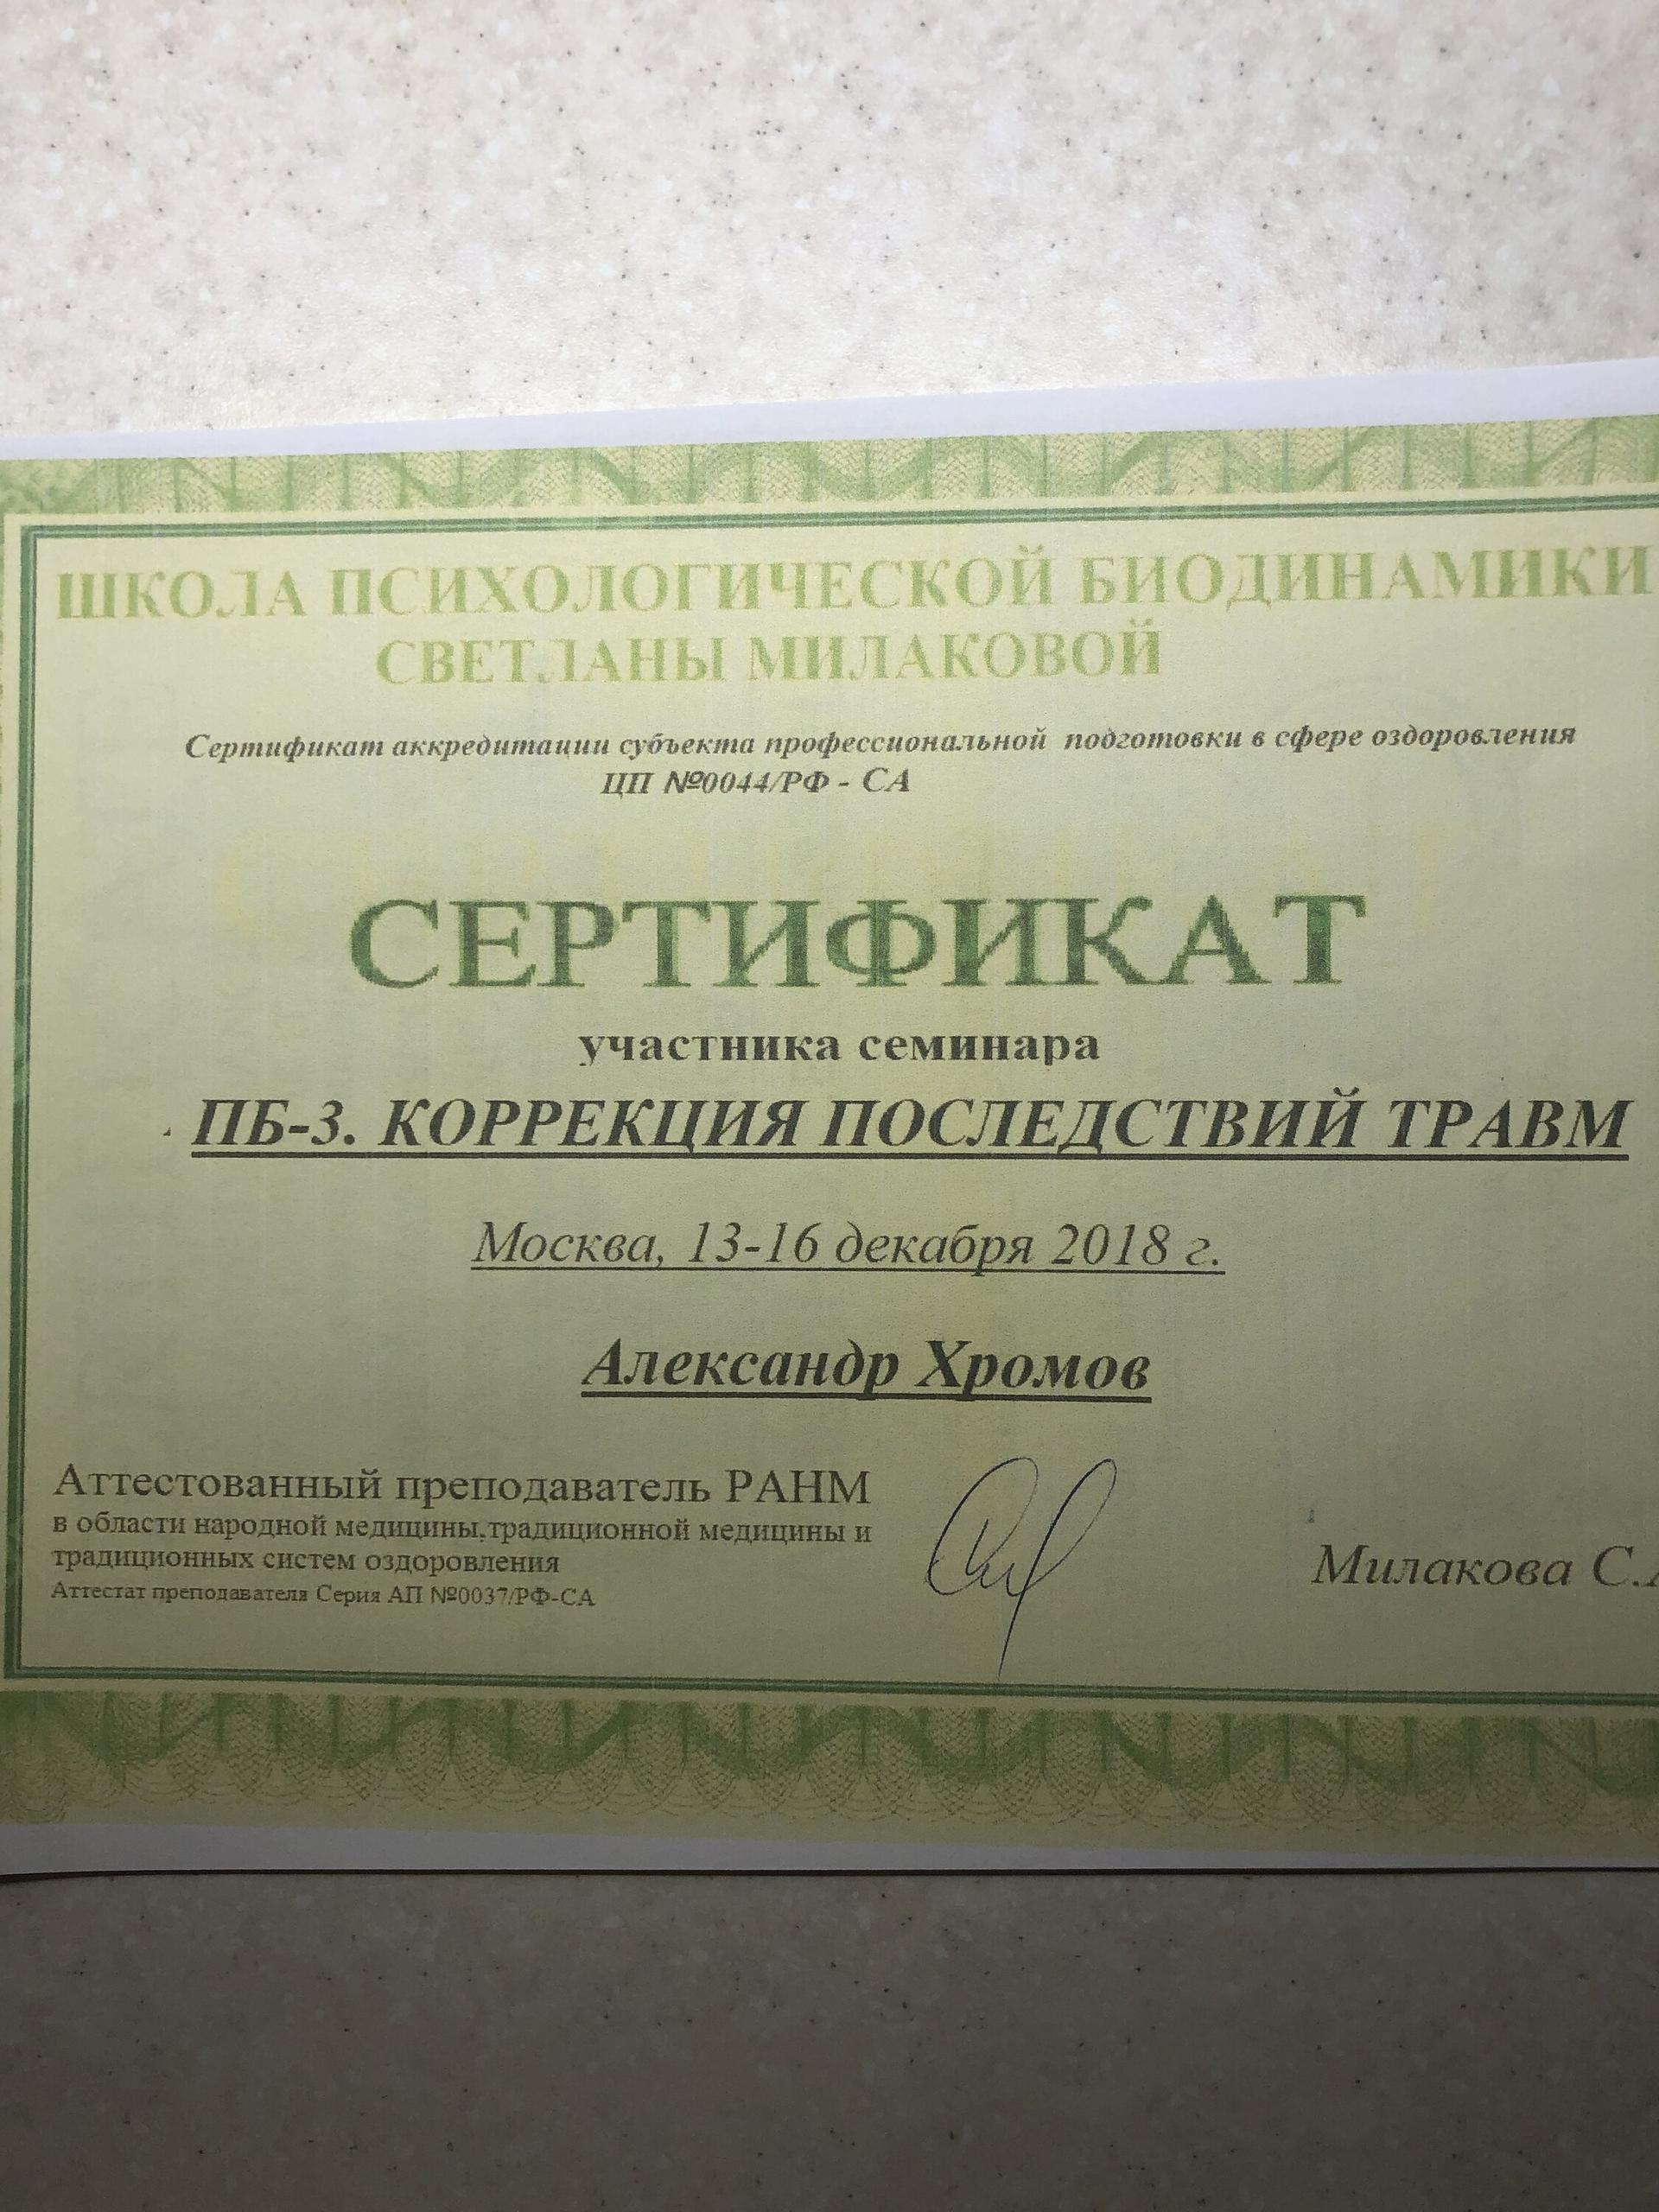 ШКОЛА ПСИХОЛОГИЧЕСКОЙ БИОДИНАМИКИ
СВЕТЛАНЫ МИЛАКОВОЙ
Сертификат аккредитации субъекта профессиональной подготовки в сфере оздоровления
ЦП №0044/РФ - СА
СЕРТИФИКАТ
участника семинара
ПБ-3. КОРРЕКЦИЯ ПОСЛЕДСТВИЙ ТРАВМ
Москва, 13-16 декабря 2018 г.
Александр Хромов
Аттестованный преподаватель РАНМ
в области народной медицины,традиционной медицины и
традиционных систем оздоровления
Аттестат преподавателя Серия АП №0037/РФ-СА
Милакова С.